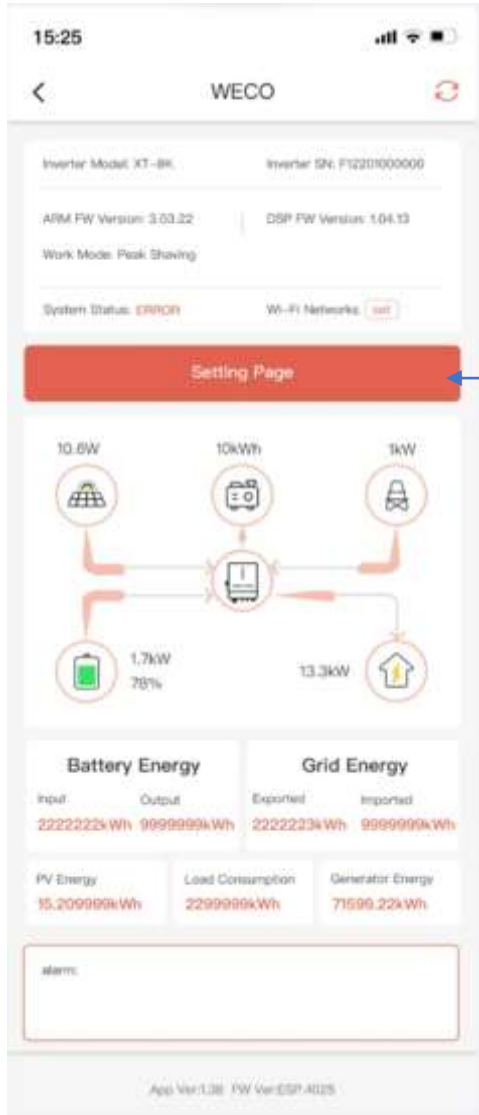 15:25
WECO
Inverter Model: XT-8K
Inverter SN: F12201000000
ARM FW Version: 3.03.22
DSP FW Version: 1.04.13
Work Mode: Peak Shaving
System Status: ERROR
Wi-Fi Networks: set
Setting Page
10.6W
10kWh
1kW
1.7kW
78%
13.3kW
Battery Energy
Grid Energy
Input
Output
Exported
Imported
2222222kWh
9999999kWh
2222223kWh
9999999kWh
PV Energy
Load Consumption
Generator Energy
15.209999kWh
2299999kWh
71599.22kWh
alarm:
App Ver:1.38 FW Ver:ESP.4025